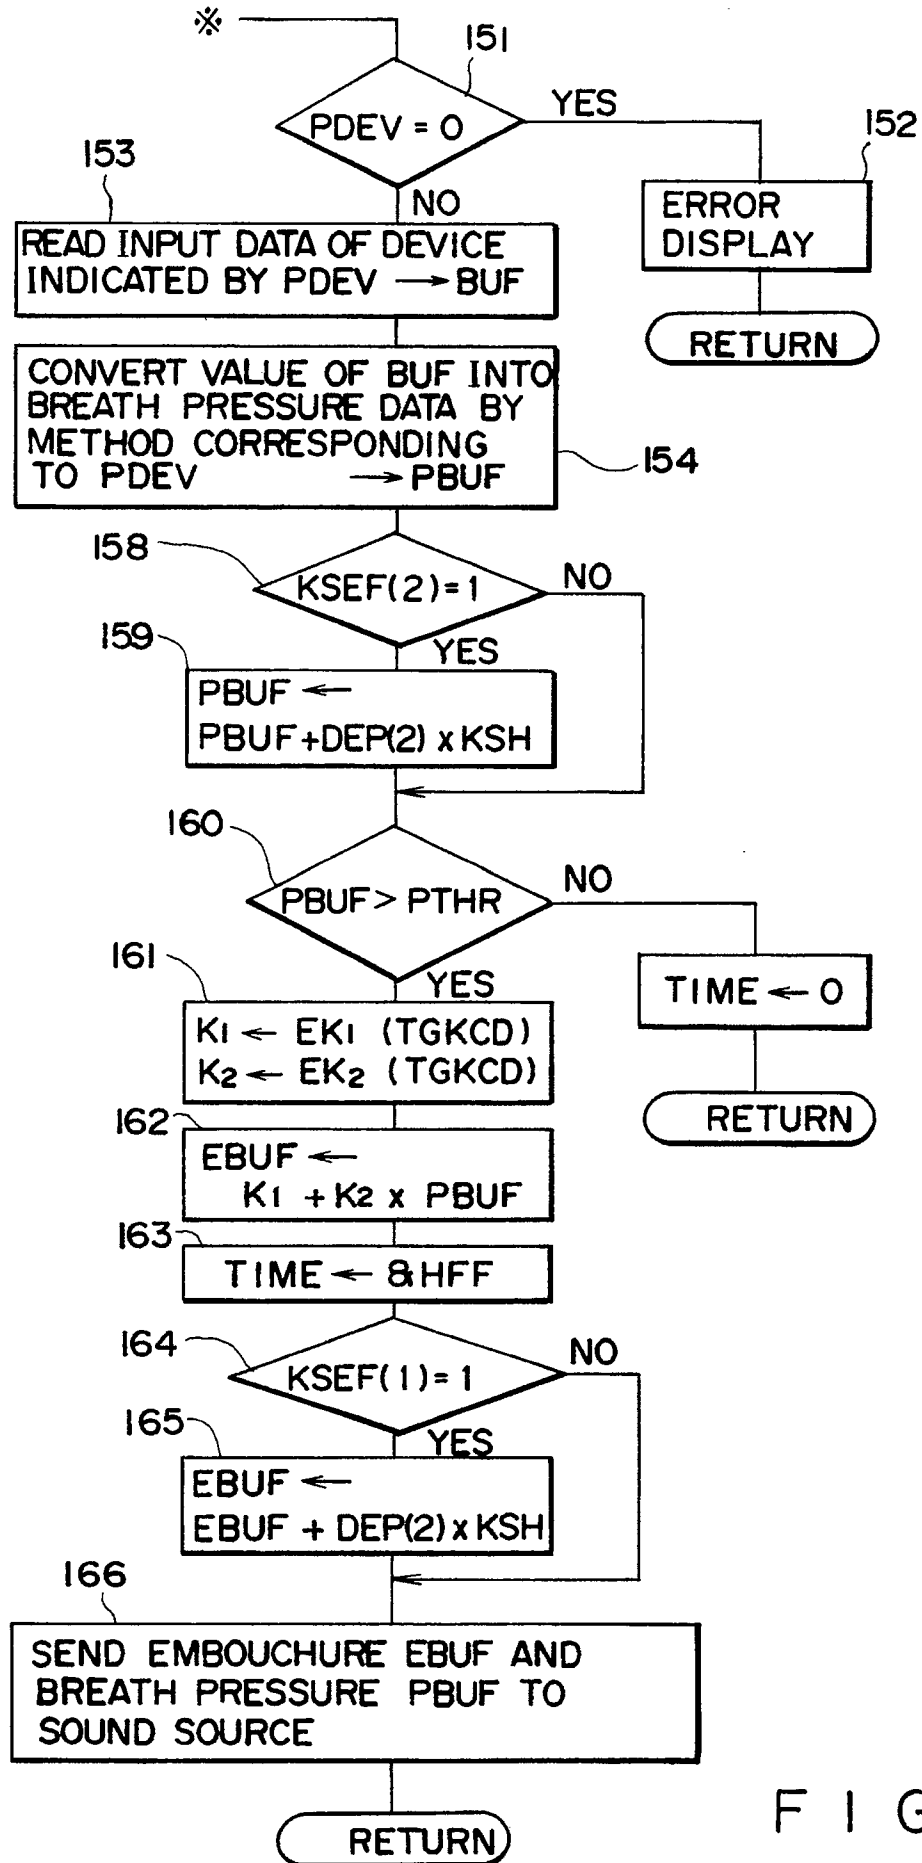 ※
151
PDEV = 0
YES
152
ERROR
DISPLAY
RETURN
NO
153
READ INPUT DATA OF DEVICE
INDICATED BY PDEV → BUF
CONVERT VALUE OF BUF INTO
BREATH PRESSURE DATA BY
METHOD CORRESPONDING
TO PDEV → PBUF
154
158
KSEF(2)=1
NO
YES
159
PBUF ←
PBUF+DEP(2) x KSH
160
PBUF > PTHR
NO
TIME ← 0
RETURN
YES
161
K1 ← EK1 (TGKCD)
K2 ← EK2 (TGKCD)
162
EBUF ←
K1 + K2 x PBUF
163
TIME ← &HFF
164
KSEF(1)=1
NO
YES
165
EBUF ←
EBUF + DEP(2) x KSH
166
SEND EMBOUCHURE EBUF AND
BREATH PRESSURE PBUF TO
SOUND SOURCE
RETURN
F I G